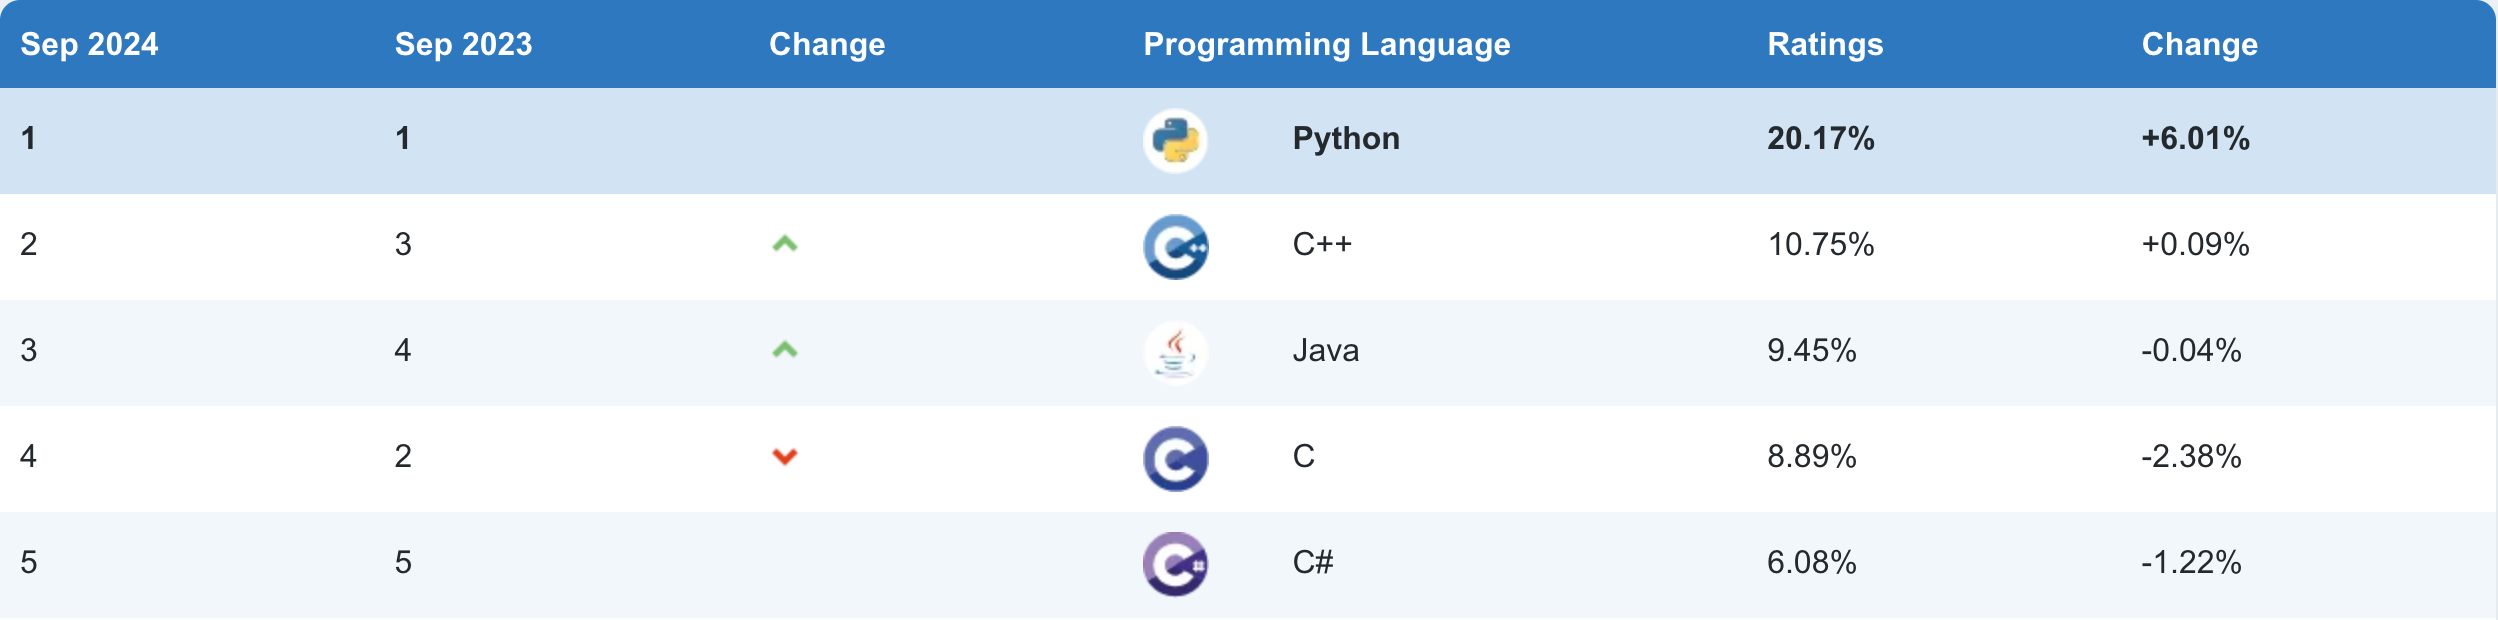 Sep 2024 Sep 2023 Change Programming Language Ratings Change
1 1 Python 20.17% +6.01%
2 3 C++ 10.75% +0.09%
3 4 Java 9.45% -0.04%
4 2 C 8.89% -2.38%
5 5 C# 6.08% -1.22%